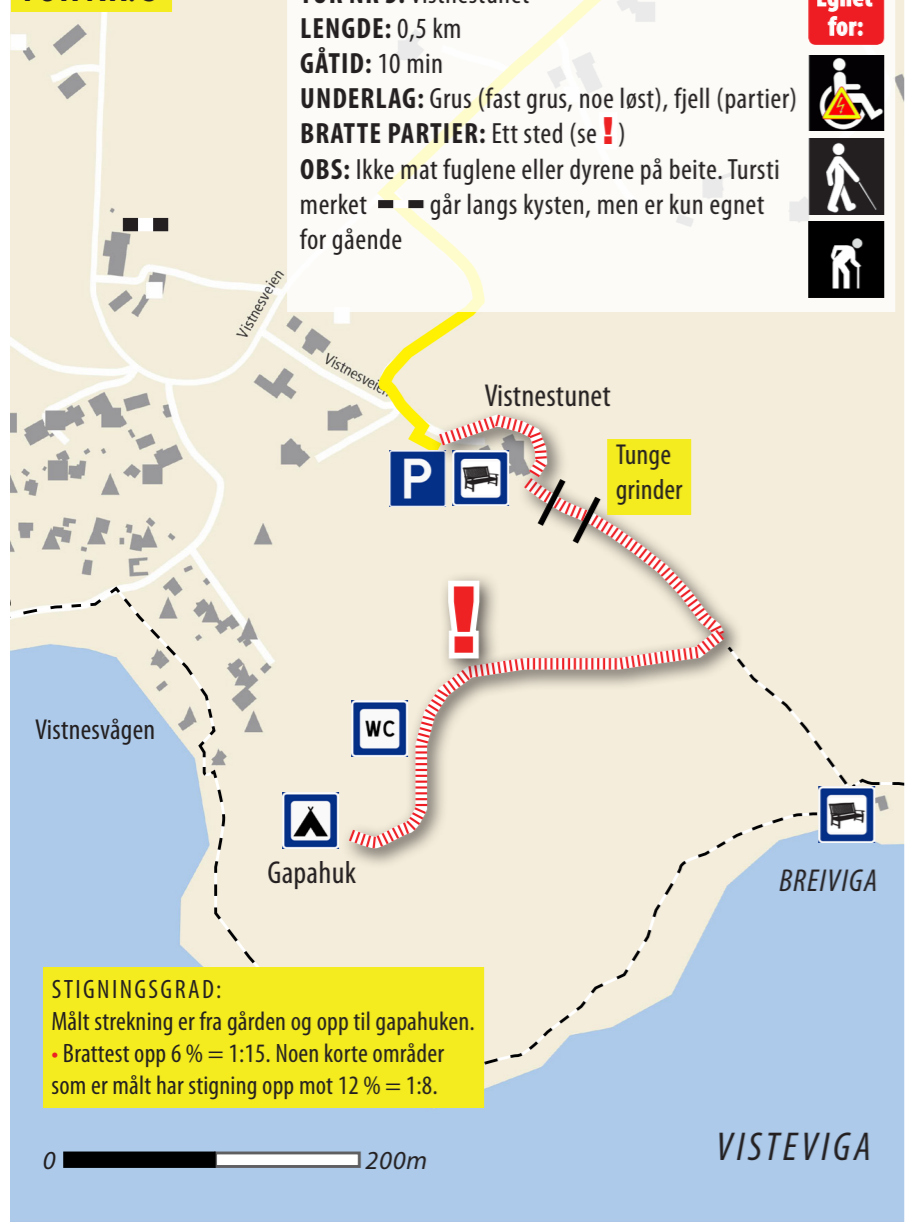 LENGDE: 0,5 km
GÅTID: 10 min
UNDERLAG: Grus (fast grus, noe løst), fjell (partier)
BRATTE PARTIER: Ett sted (se !)
OBS: Ikke mat fuglene eller dyrene på beite. Tursti
merket går langs kysten, men er kun egnet
for gående
Egnet
for:
Vistnesveien
Vistnesveien
Vistnestunet
P
Tunge
grinder
!
WC
Vistnesvågen
Gapahuk
BREIVIGA
STIGNINGSGRAD:
Målt strekning er fra gården og opp til gapahuken.
• Brattest opp 6 % = 1:15. Noen korte områder
som er målt har stigning opp mot 12 % = 1:8.
0 200m
VISTEVIGA